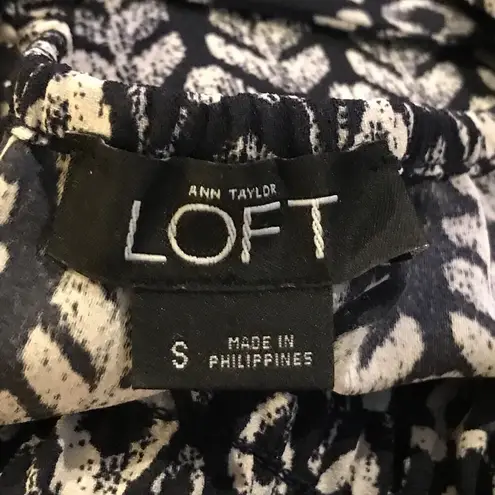 ANN TAYLOR
LOFT
S
MADE IN
PHILIPPINES